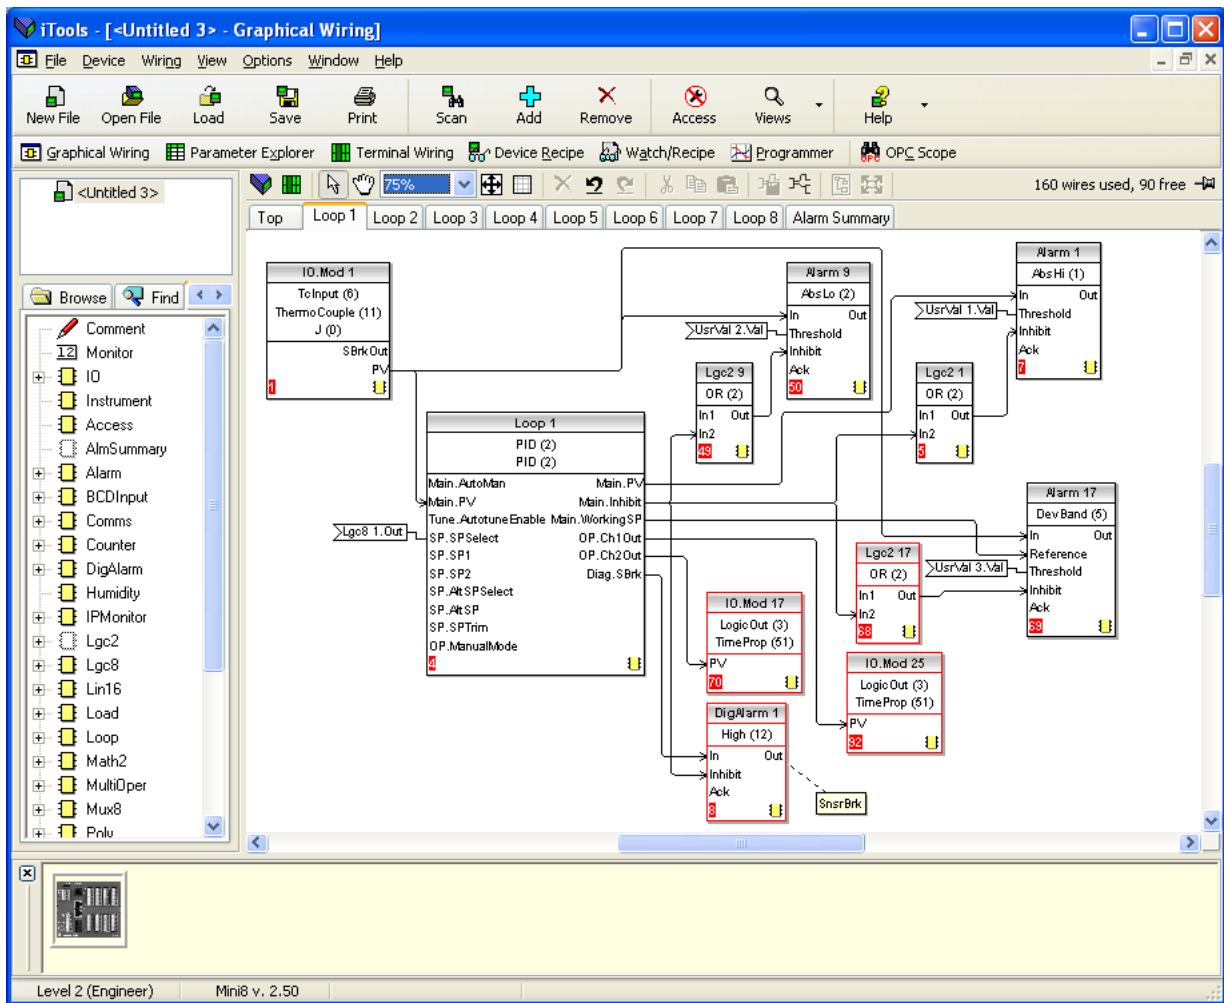 iTools - [<Untitled 3> - Graphical Wiring]
File Device Wiring View Options Window Help
New File Open File Load Save Print Scan Add Remove Access Views Help
Graphical Wiring Parameter Explorer Terminal Wiring Device Recipe Watch/Recipe Programmer OPC Scope
<Untitled 3>
75%
160 wires used, 90 free
Top Loop 1 Loop 2 Loop 3 Loop 4 Loop 5 Loop 6 Loop 7 Loop 8 Alarm Summary
Browse Find
Comment
12 Monitor
IO
Instrument
Access
AlmSummary
Alarm
BCDInput
Comms
Counter
DigAlarm
Humidity
IPMonitor
Lgc2
Lgc8
Lin16
Load
Loop
Math2
MultiOper
Mux8
Poly
IO.Mod 1
TcInput (6)
ThermoCouple (11)
J (0)
SBrkOut
PV
1
Loop 1
PID (2)
PID (2)
Main.AutoMan Main.PV
Main.PV Main.Inhibit
Tune.AutotuneEnable Main.WorkingSP
SP.SPSelect OP.Ch1Out
SP.SP1 OP.Ch2Out
SP.SP2 Diag.SBrk
SP.AltSPSelect
SP.AltSP
SP.SPTrim
OP.ManualMode
4
Lgc8 1.Out
Alarm 9
AbsLo (2)
In Out
Threshold
Inhibit
Ack
50
UsrVal 2.Val
Lgc2 9
OR (2)
In1 Out
In2
49
Alarm 1
AbsHi (1)
In Out
Threshold
Inhibit
Ack
7
UsrVal 1.Val
Lgc2 1
OR (2)
In1 Out
In2
5
Alarm 17
DevBand (5)
In Out
Reference
Threshold
Inhibit
Ack
69
UsrVal 3.Val
Lgc2 17
OR (2)
In1 Out
In2
68
IO.Mod 17
LogicOut (3)
TimeProp (51)
PV
70
IO.Mod 25
LogicOut (3)
TimeProp (51)
PV
92
DigAlarm 1
High (12)
In Out
Inhibit
Ack
8
SnsrBrk
Level 2 (Engineer) Mini8 v. 2.50